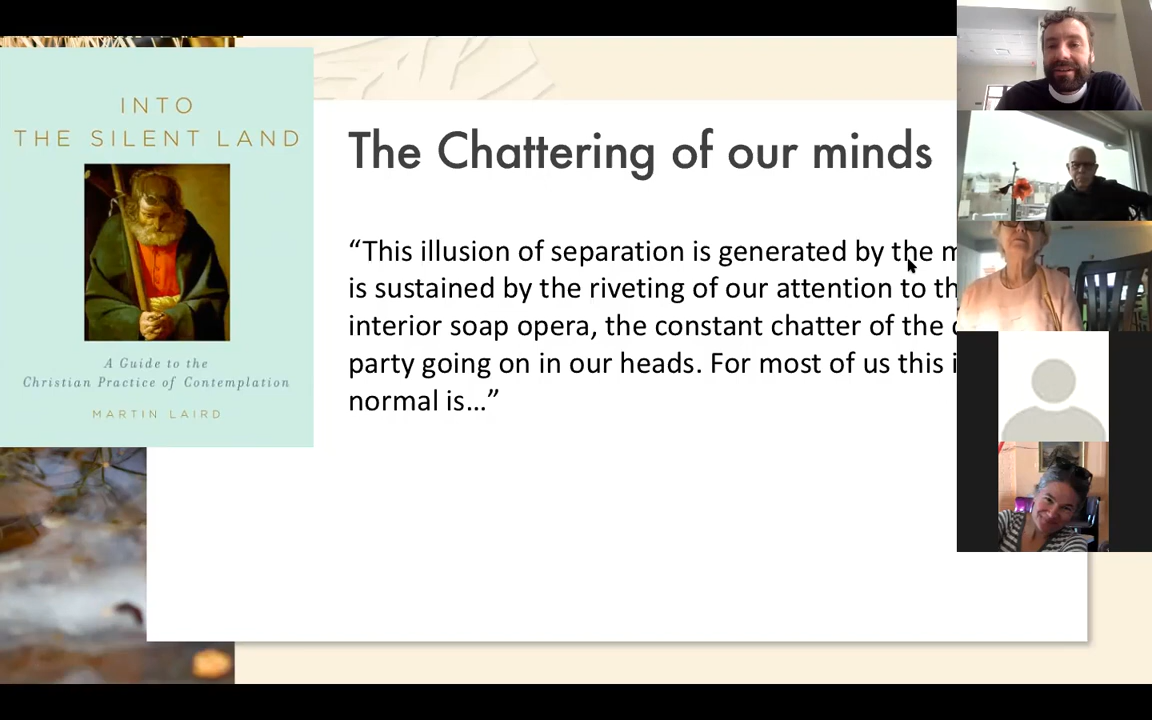 INTO
THE SILENT LAND
A Guide to the
Christian Practice of Contemplation
MARTIN LAIRD
The Chattering of our minds
“This illusion of separation is generated by the
is sustained by the riveting of our attention to
interior soap opera, the constant chatter of the
party going on in our heads. For most of us this
normal is…”